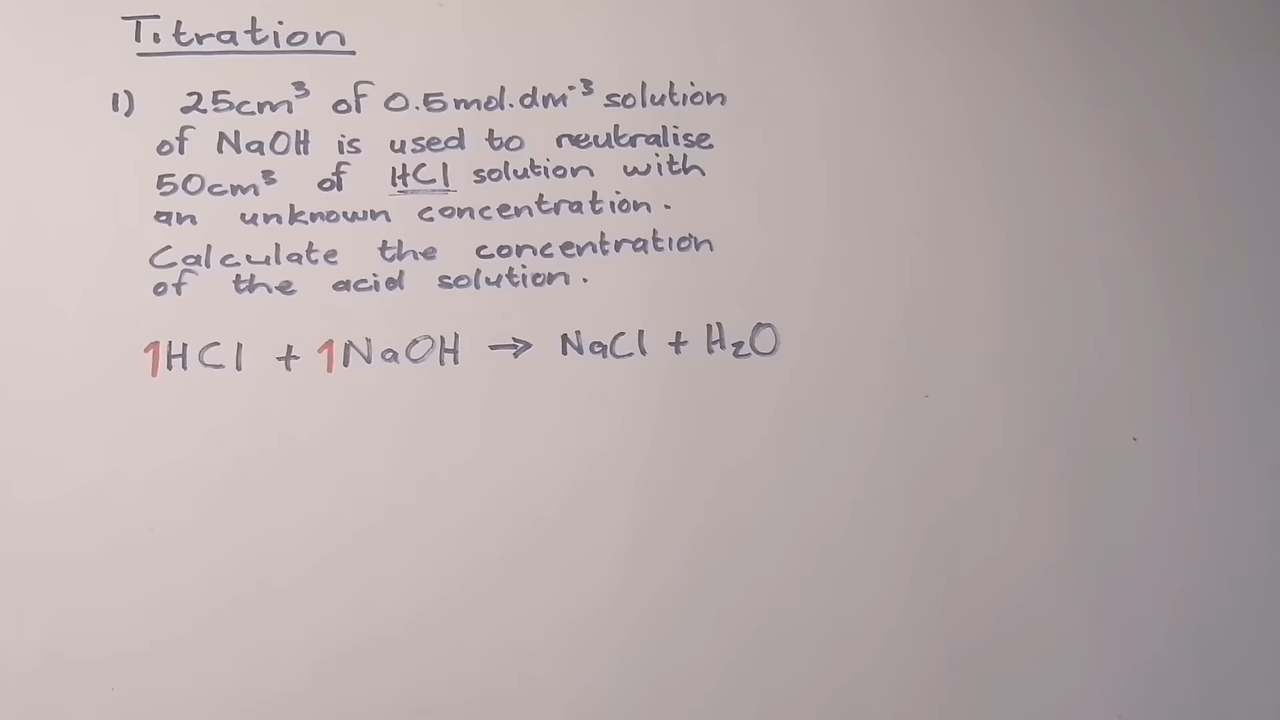 Titration
1) 25cm³ of 0.5mol.dm⁻³ solution
of NaOH is used to neutralise
50cm³ of HCl solution with
an unknown concentration.
Calculate the concentration
of the acid solution.
1HCl + 1NaOH → NaCl + H₂O